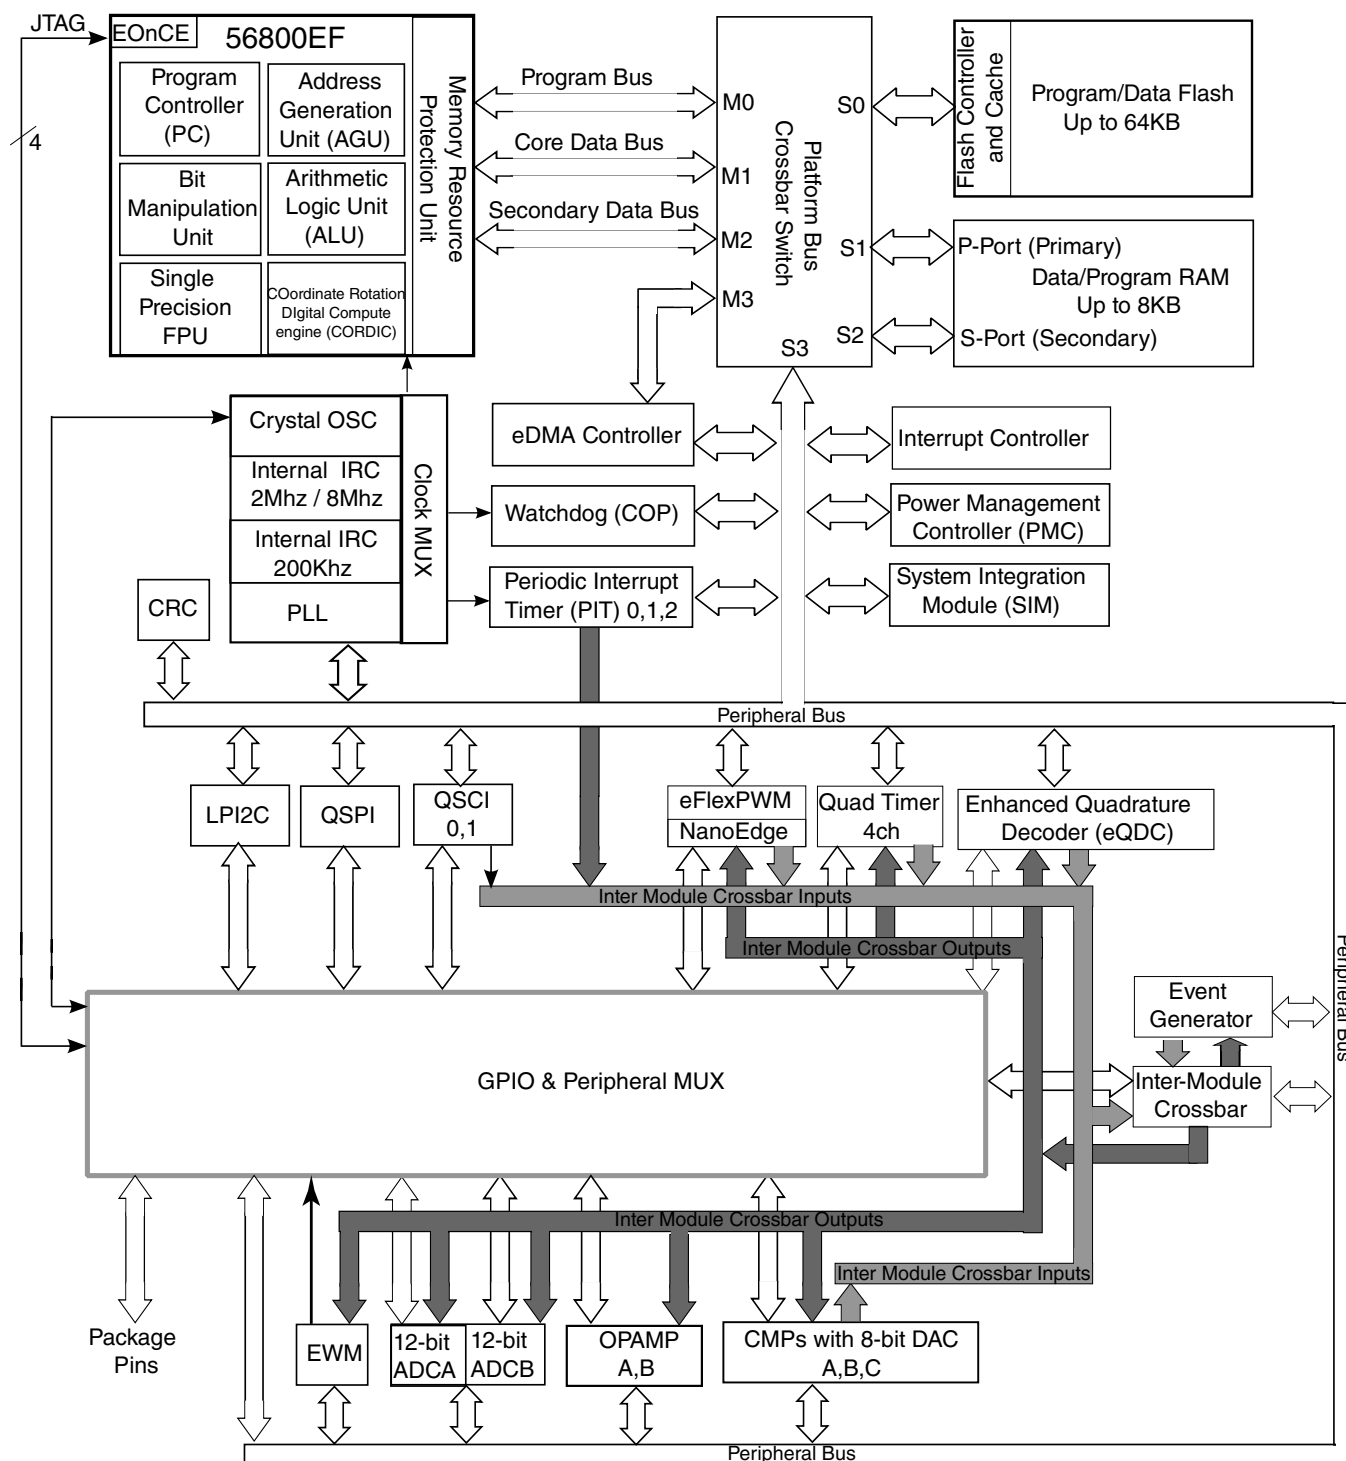 JTAG
4
EOnCE
56800EF
Program
Controller
(PC)
Address
Generation
Unit (AGU)
Bit
Manipulation
Unit
Arithmetic
Logic Unit
(ALU)
Single
Precision
FPU
COordinate Rotation
DIgital Compute
engine (CORDIC)
Memory Resource
Protection Unit
Program Bus
Core Data Bus
Secondary Data Bus
M0
M1
M2
M3
Platform Bus
Crossbar Switch
S0
S1
S2
S3
Flash Controller
and Cache
Program/Data Flash
Up to 64KB
P-Port (Primary)
Data/Program RAM
Up to 8KB
S-Port (Secondary)
Crystal OSC
Internal IRC
2Mhz / 8Mhz
Internal IRC
200Khz
PLL
Clock MUX
CRC
eDMA Controller
Watchdog (COP)
Periodic Interrupt
Timer (PIT) 0,1,2
Interrupt Controller
Power Management
Controller (PMC)
System Integration
Module (SIM)
Peripheral Bus
LPI2C
QSPI
QSCI
0,1
eFlexPWM
NanoEdge
Quad Timer
4ch
Enhanced Quadrature
Decoder (eQDC)
Inter Module Crossbar Inputs
Inter Module Crossbar Outputs
Peripheral Bus
Event
Generator
GPIO & Peripheral MUX
Inter-Module
Crossbar
Inter Module Crossbar Outputs
Inter Module Crossbar Inputs
Package
Pins
EWM
12-bit
ADCA
12-bit
ADCB
OPAMP
A,B
CMPs with 8-bit DAC
A,B,C
Peripheral Bus